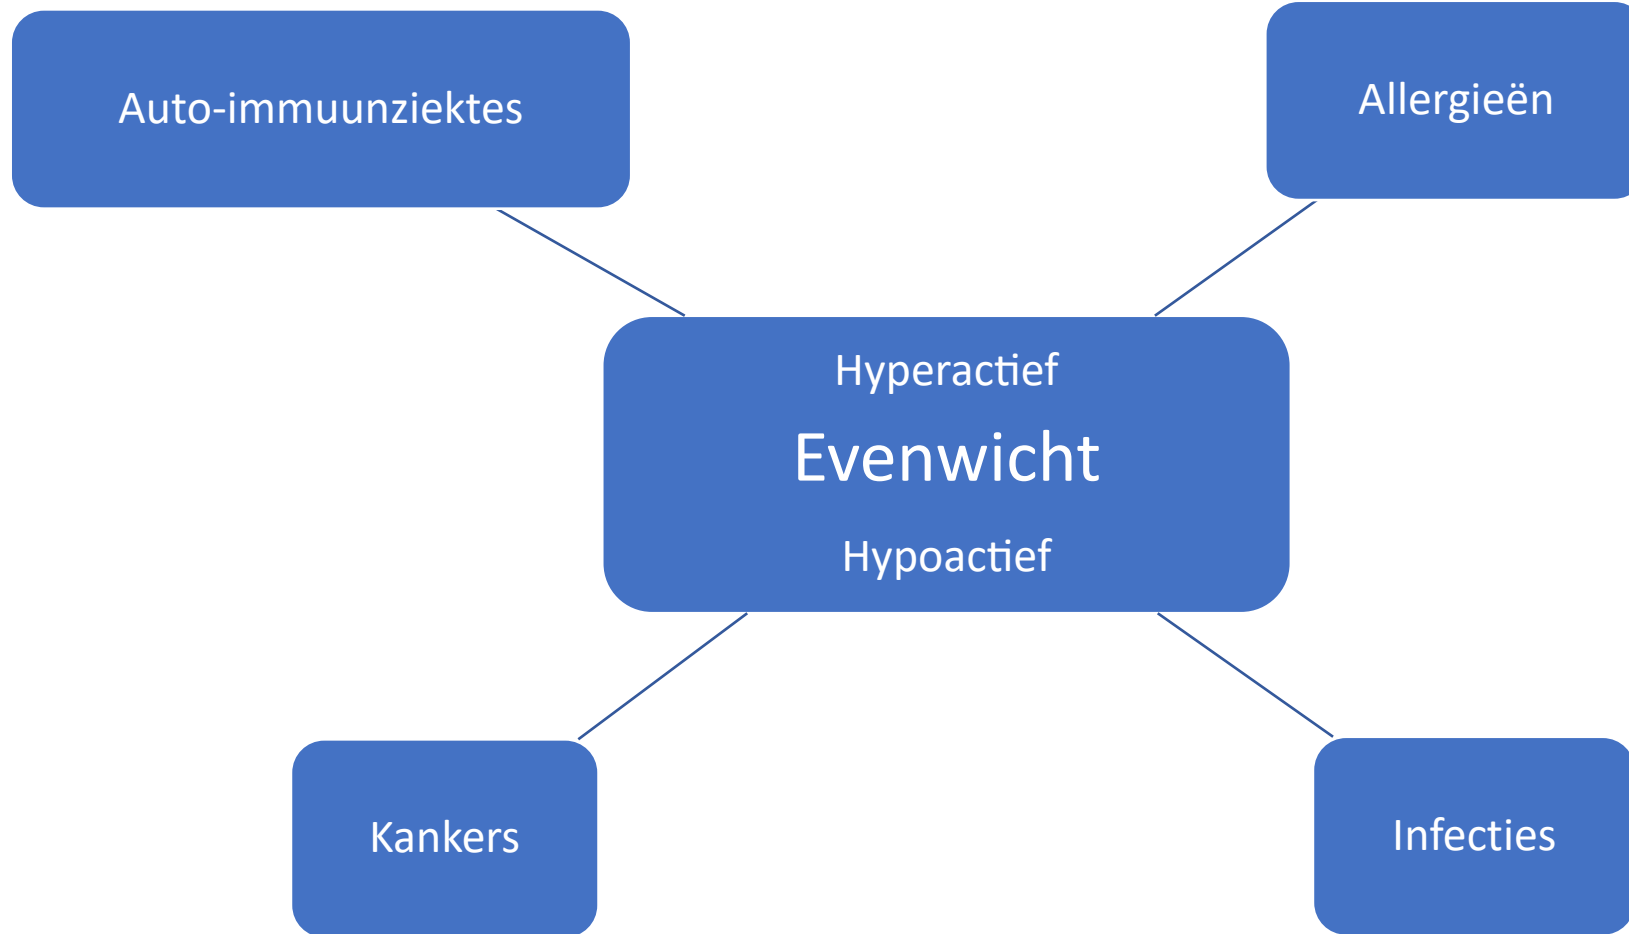 Auto-immuunziektes
Allergieën
Hyperactief
Evenwicht
Hypoactief
Kankers
Infecties